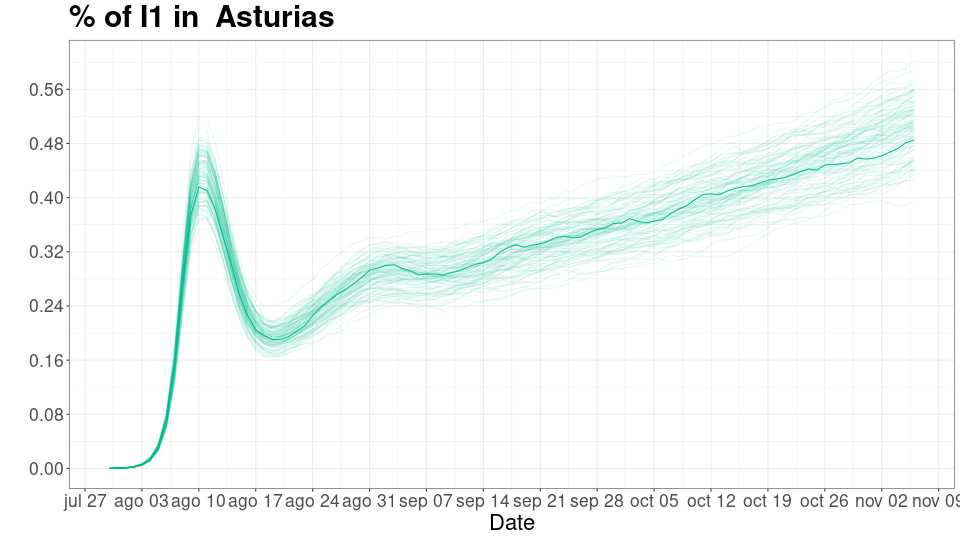 % of I1 in  Asturias
0.56
0.48
0.40
0.32
0.24
0.16
0.08
0.00
jul 27 ago 03 ago 10 ago 17 ago 24 ago 31 sep 07 sep 14 sep 21 sep 28 oct 05 oct 12 oct 19 oct 26 nov 02 nov 09
Date